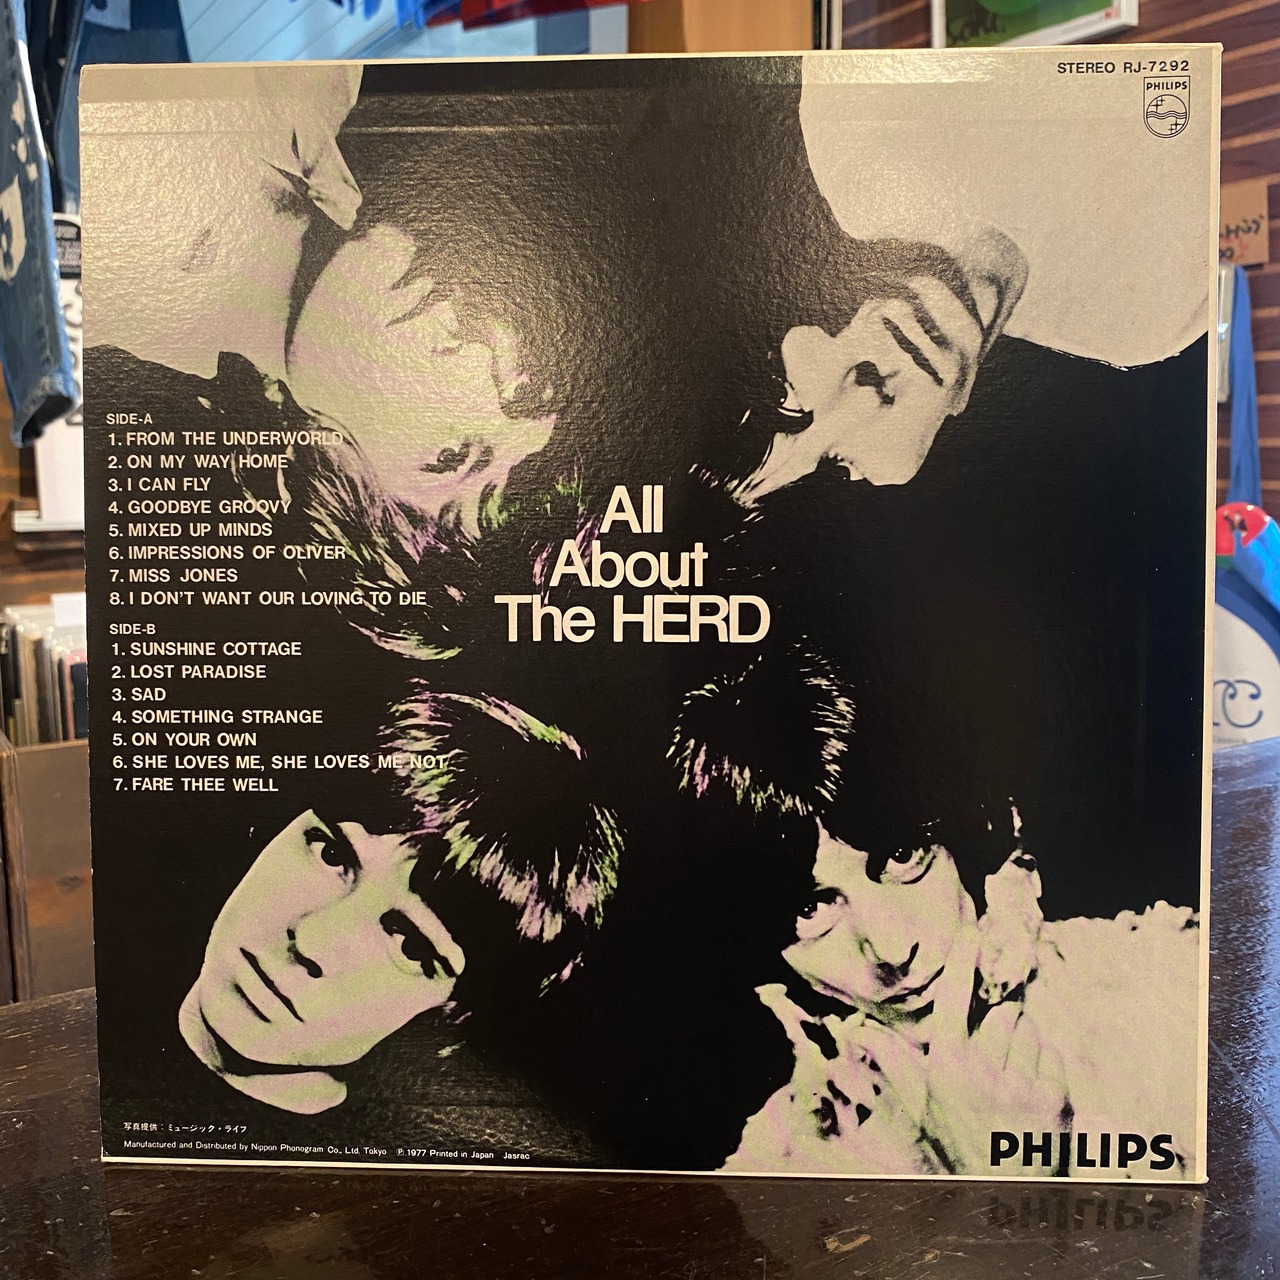 STEREO RJ-7292
PHILIPS
SIDE-A
1. FROM THE UNDERWORLD
2. ON MY WAY HOME
3. I CAN FLY
4. GOODBYE GROOVY
5. MIXED UP MINDS
6. IMPRESSIONS OF OLIVER
7. MISS JONES
8. I DON'T WANT OUR LOVING TO DIE
SIDE-B
1. SUNSHINE COTTAGE
2. LOST PARADISE
3. SAD
4. SOMETHING STRANGE
5. ON YOUR OWN
6. SHE LOVES ME, SHE LOVES ME NOT
7. FARE THEE WELL
All
About
The HERD
写真提供：ミュージック・ライフ
Manufactured and Distributed by Nippon Phonogram Co., Ltd. Tokyo ℗ 1977 Printed in Japan Jasrac
PHILIPS